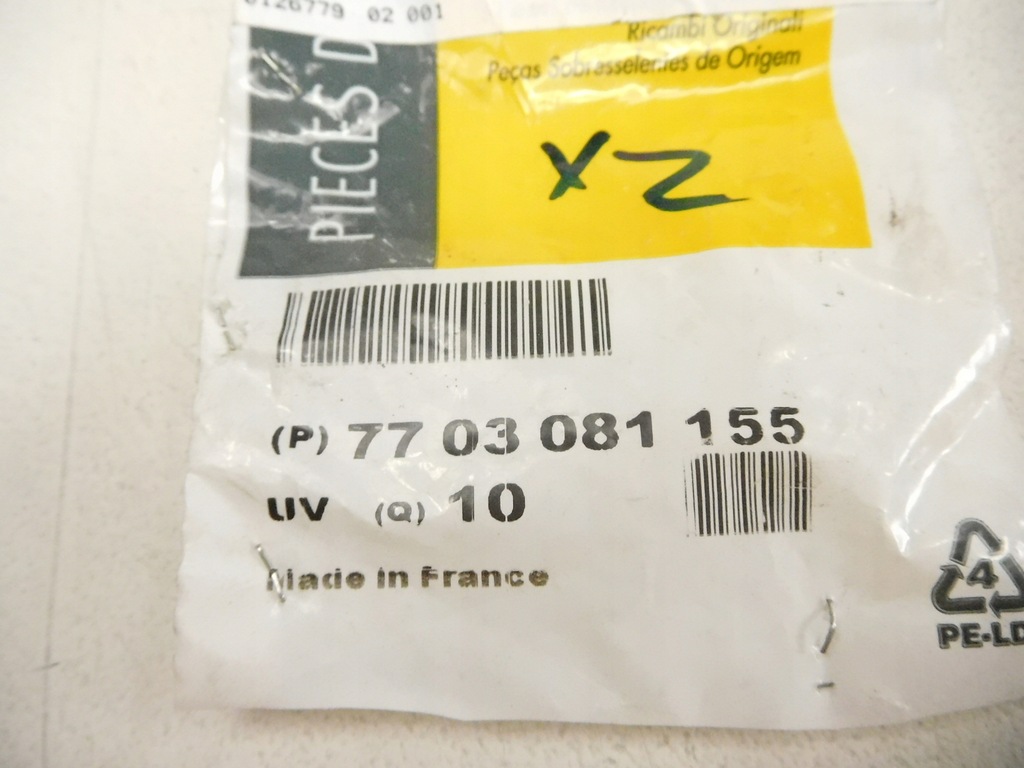 0126779 02 001
Ricambi Originali
Peças Sobresselentes de Origem
PIECES D
X2
(P) 77 03 081 155
UV (Q) 10
Made in France
4
PE-LD